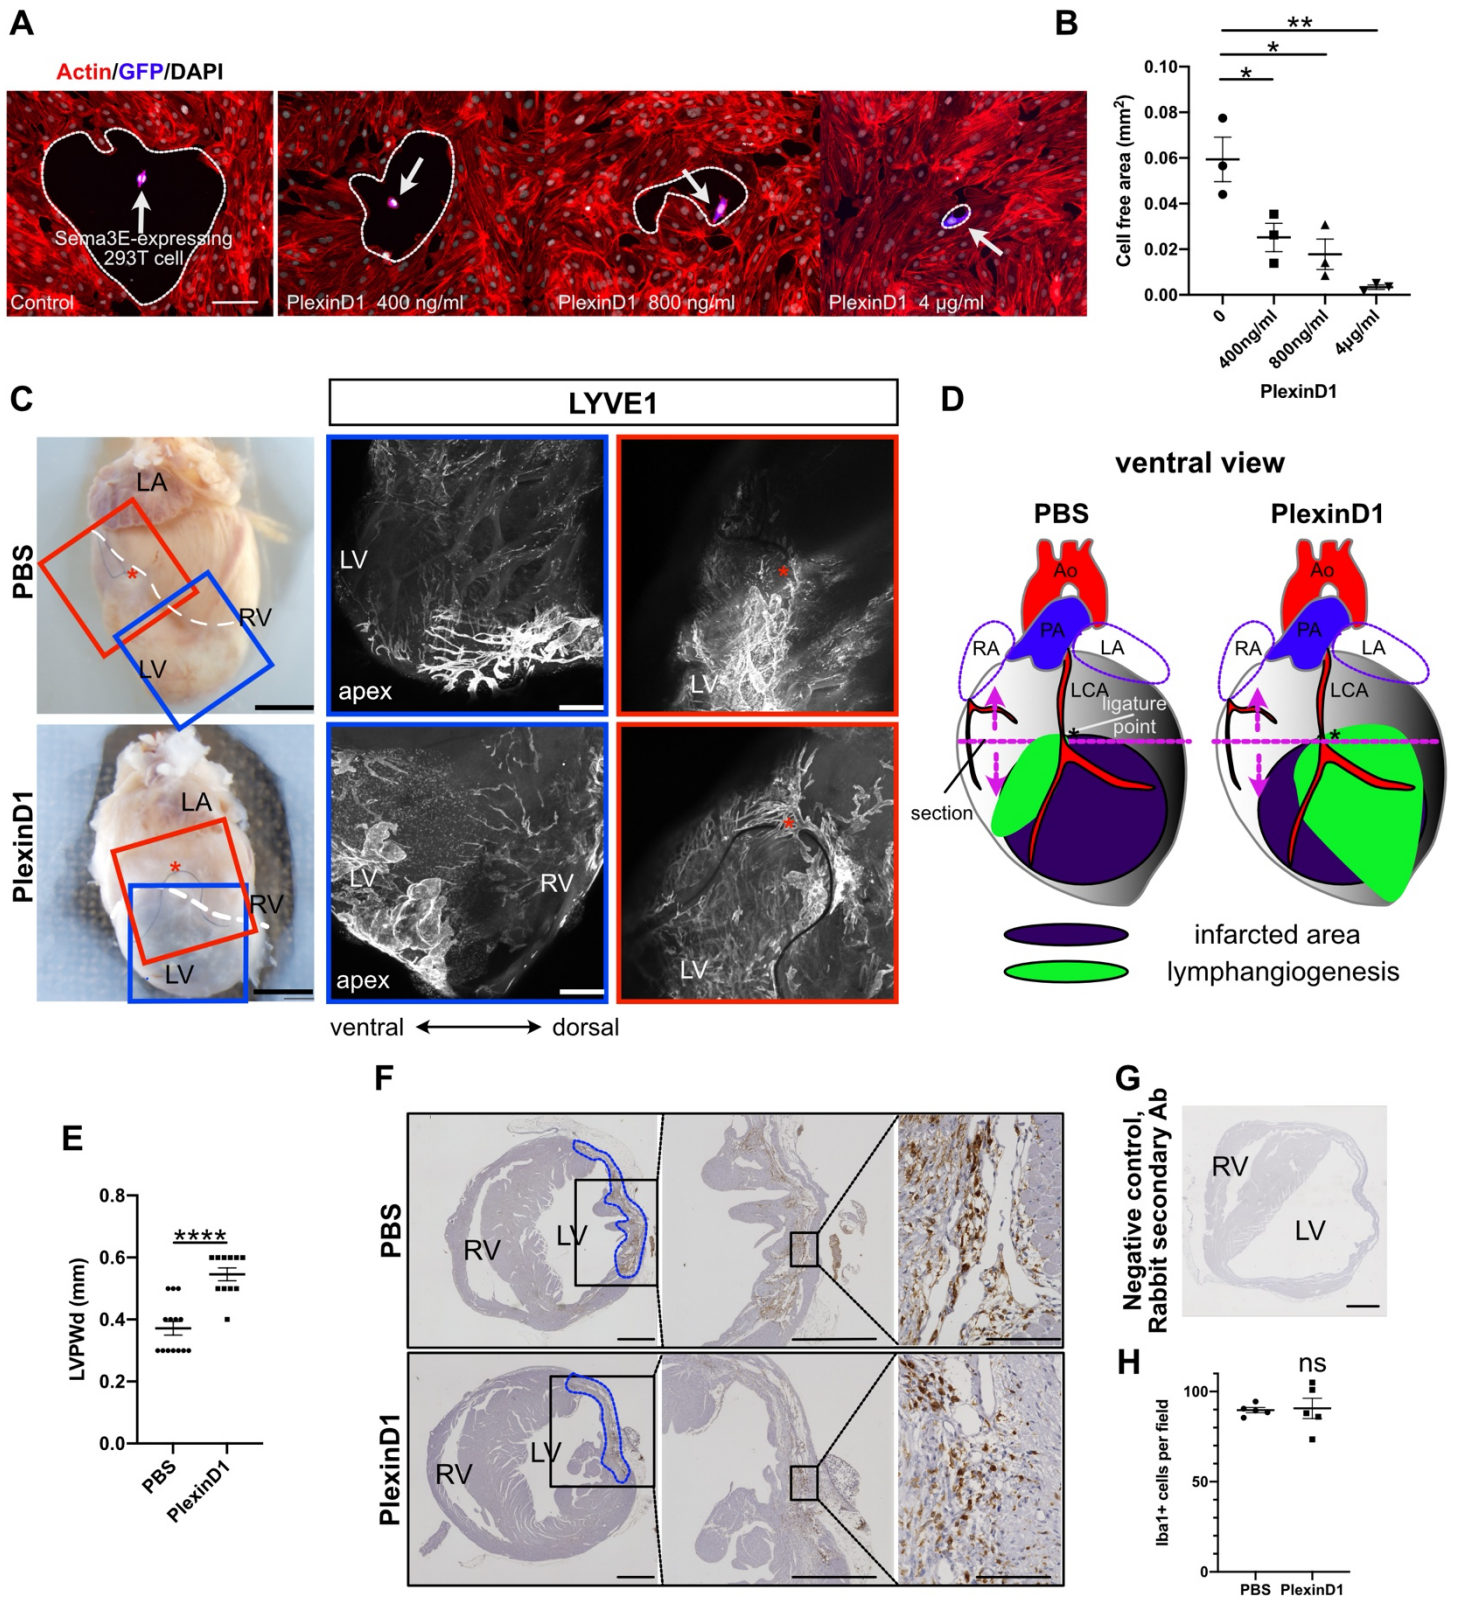 A
Actin/GFP/DAPI
Sema3E-expressing
293T cell
Control
PlexinD1 400 ng/ml
PlexinD1 800 ng/ml
PlexinD1 4 µg/ml
B
**
*
*
Cell free area (mm²)
0.10
0.08
0.06
0.04
0.02
0.00
0
400ng/ml
800ng/ml
4µg/ml
PlexinD1
C
LYVE1
PBS
LA
*
RV
LV
LV
apex
*
LV
PlexinD1
LA
*
RV
LV
LV
RV
apex
*
LV
ventral
dorsal
D
ventral view
PBS
PlexinD1
Ao
PA
RA
LA
LCA
ligature
point
*
section
Ao
PA
RA
LA
*
infarcted area
lymphangiogenesis
E
LVPWd (mm)
0.8
0.6
0.4
0.2
0.0
****
PBS
PlexinD1
F
PBS
RV
LV
PlexinD1
RV
LV
G
Negative control,
Rabbit secondary Ab
RV
LV
H
ns
Iba1+ cells per field
100
50
0
PBS
PlexinD1